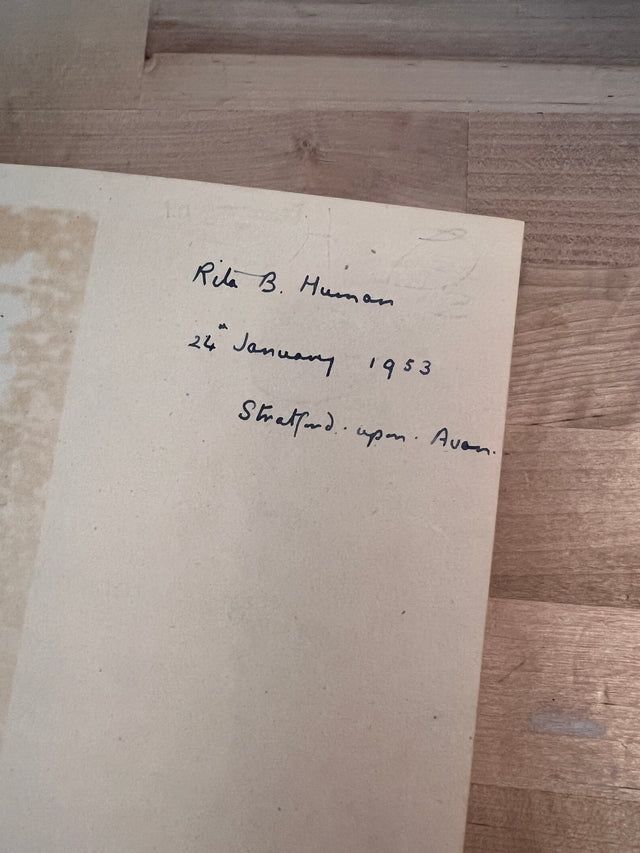 Rita B. Human
24th January 1953
Stratford-upon-Avon.